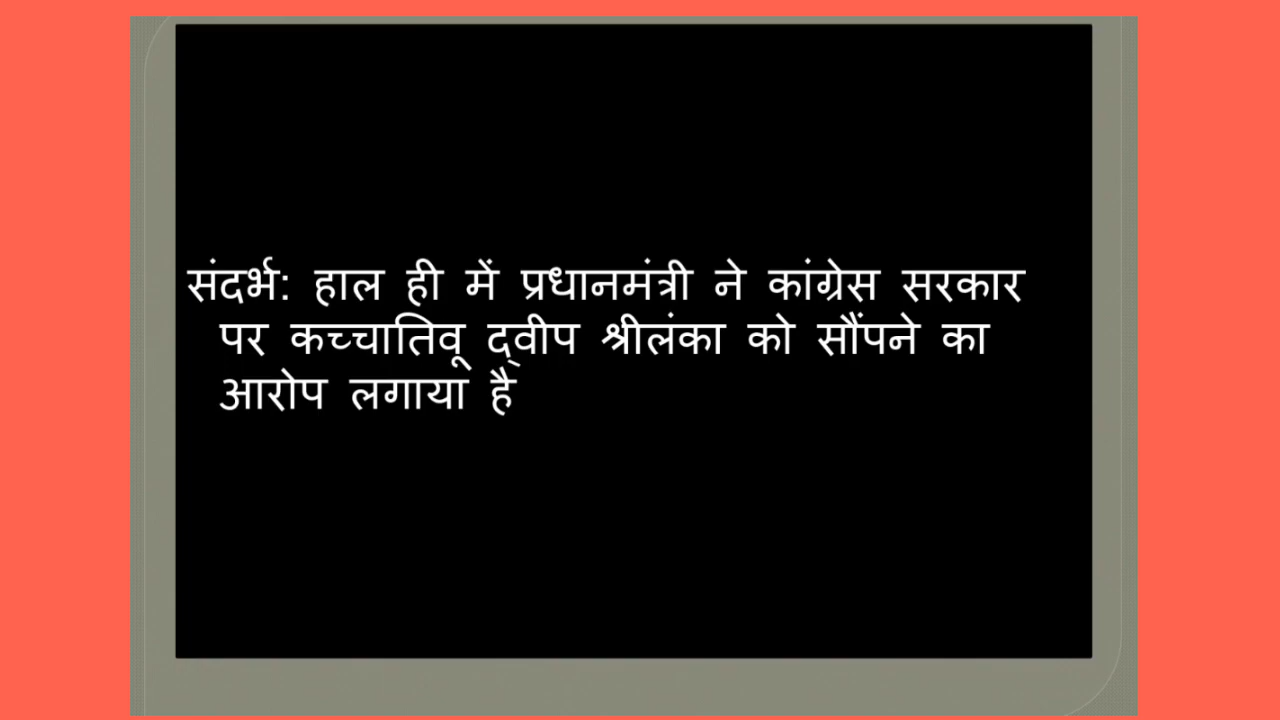 संदर्भ: हाल ही में प्रधानमंत्री ने कांग्रेस सरकार
पर कच्चातिवू द्वीप श्रीलंका को सौंपने का
आरोप लगाया है